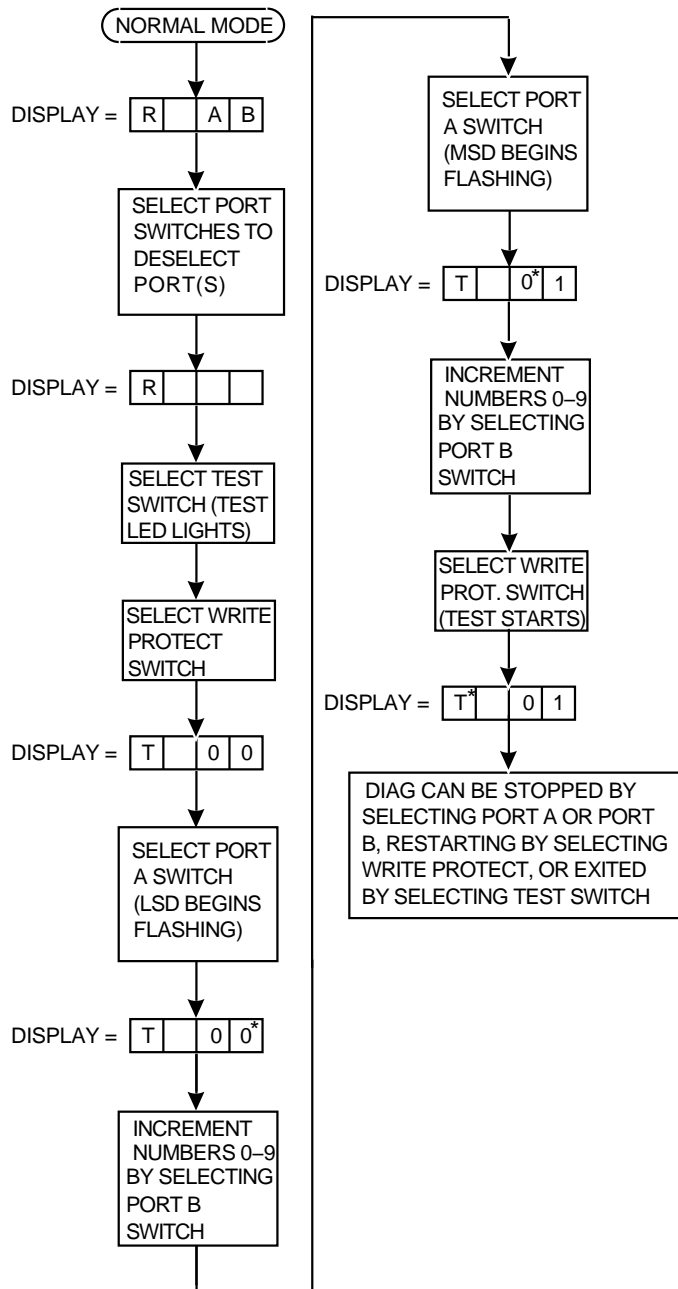 NORMAL MODE
DISPLAY = R A B
SELECT PORT
SWITCHES TO
DESELECT
PORT(S)
DISPLAY = R
SELECT TEST
SWITCH (TEST
LED LIGHTS)
SELECT WRITE
PROTECT
SWITCH
DISPLAY = T 0 0
SELECT PORT
A SWITCH
(LSD BEGINS
FLASHING)
DISPLAY = T 0 0*
INCREMENT
NUMBERS 0–9
BY SELECTING
PORT B
SWITCH
SELECT PORT
A SWITCH
(MSD BEGINS
FLASHING)
DISPLAY = T 0* 1
INCREMENT
NUMBERS 0–9
BY SELECTING
PORT B
SWITCH
SELECT WRITE
PROT. SWITCH
(TEST STARTS)
DISPLAY = T* 0 1
DIAG CAN BE STOPPED BY
SELECTING PORT A OR PORT
B, RESTARTING BY SELECTING
WRITE PROTECT, OR EXITED
BY SELECTING TEST SWITCH